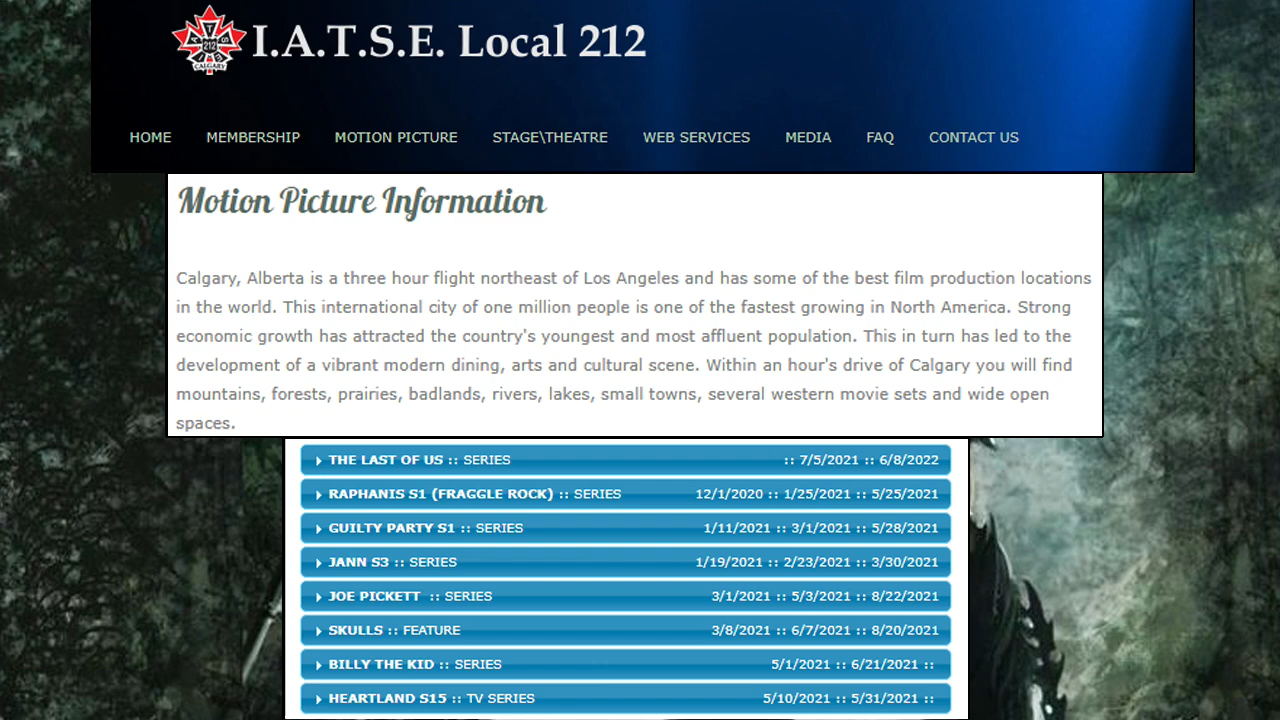 I.A.T.S.E. Local 212
212
CALGARY
HOME MEMBERSHIP MOTION PICTURE STAGE\THEATRE WEB SERVICES MEDIA FAQ CONTACT US
Motion Picture Information
Calgary, Alberta is a three hour flight northeast of Los Angeles and has some of the best film production locations
in the world. This international city of one million people is one of the fastest growing in North America. Strong
economic growth has attracted the country's youngest and most affluent population. This in turn has led to the
development of a vibrant modern dining, arts and cultural scene. Within an hour's drive of Calgary you will find
mountains, forests, prairies, badlands, rivers, lakes, small towns, several western movie sets and wide open
spaces.
THE LAST OF US :: SERIES :: 7/5/2021 :: 6/8/2022
RAPHANIS S1 (FRAGGLE ROCK) :: SERIES 12/1/2020 :: 1/25/2021 :: 5/25/2021
GUILTY PARTY S1 :: SERIES 1/11/2021 :: 3/1/2021 :: 5/28/2021
JANN S3 :: SERIES 1/19/2021 :: 2/23/2021 :: 3/30/2021
JOE PICKETT :: SERIES 3/1/2021 :: 5/3/2021 :: 8/22/2021
SKULLS :: FEATURE 3/8/2021 :: 6/7/2021 :: 8/20/2021
BILLY THE KID :: SERIES 5/1/2021 :: 6/21/2021 ::
HEARTLAND S15 :: TV SERIES 5/10/2021 :: 5/31/2021 ::